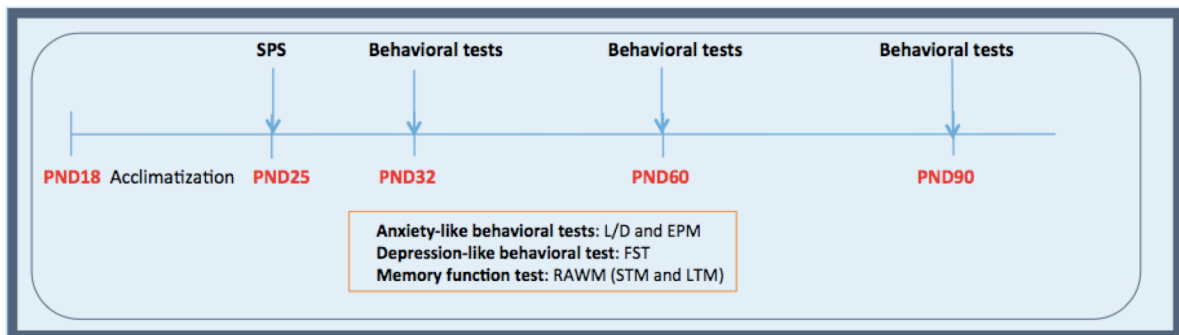 SPS Behavioral tests Behavioral tests Behavioral tests
PND18 Acclimatization PND25 PND32 PND60 PND90
Anxiety-like behavioral tests: L/D and EPM
Depression-like behavioral test: FST
Memory function test: RAWM (STM and LTM)